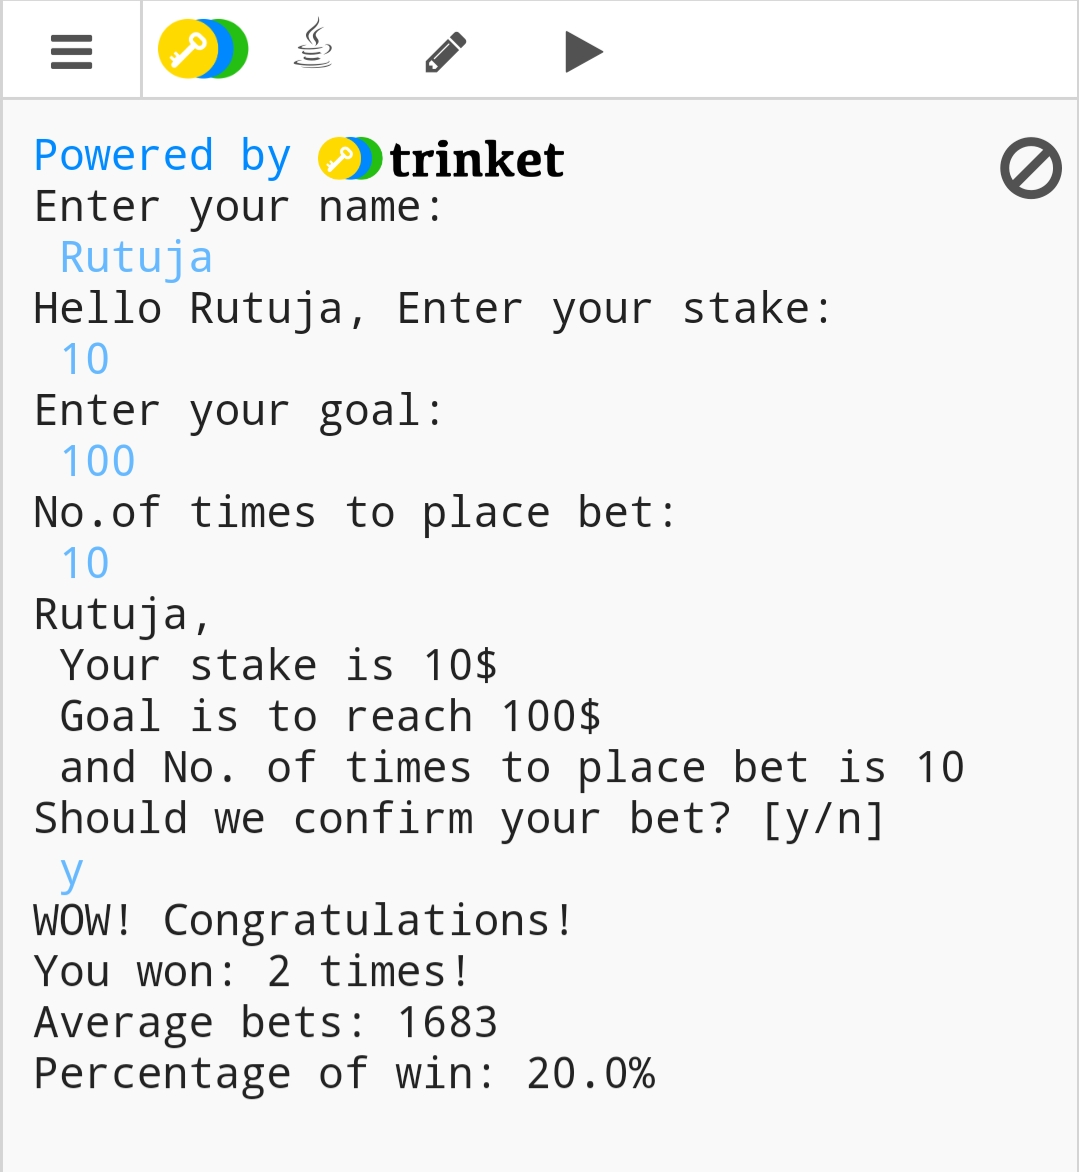 Powered by trinket
Enter your name:
Rutuja
Hello Rutuja, Enter your stake:
10
Enter your goal:
100
No.of times to place bet:
10
Rutuja,
Your stake is 10$
Goal is to reach 100$
and No. of times to place bet is 10
Should we confirm your bet? [y/n]
y
WOW! Congratulations!
You won: 2 times!
Average bets: 1683
Percentage of win: 20.0%